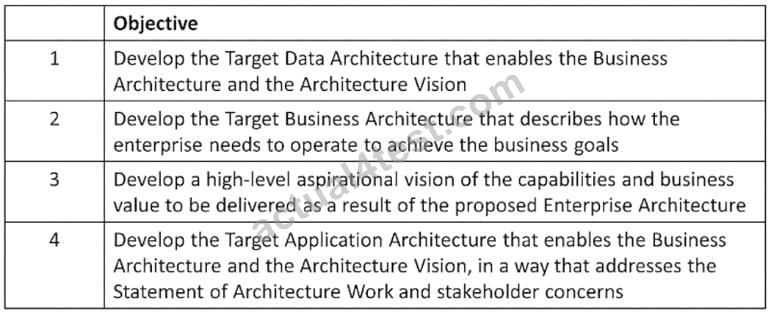 Objective
1 Develop the Target Data Architecture that enables the Business
Architecture and the Architecture Vision
2 Develop the Target Business Architecture that describes how the
enterprise needs to operate to achieve the business goals
3 Develop a high-level aspirational vision of the capabilities and business
value to be delivered as a result of the proposed Enterprise Architecture
4 Develop the Target Application Architecture that enables the Business
Architecture and the Architecture Vision, in a way that addresses the
Statement of Architecture Work and stakeholder concerns
actual4test.com